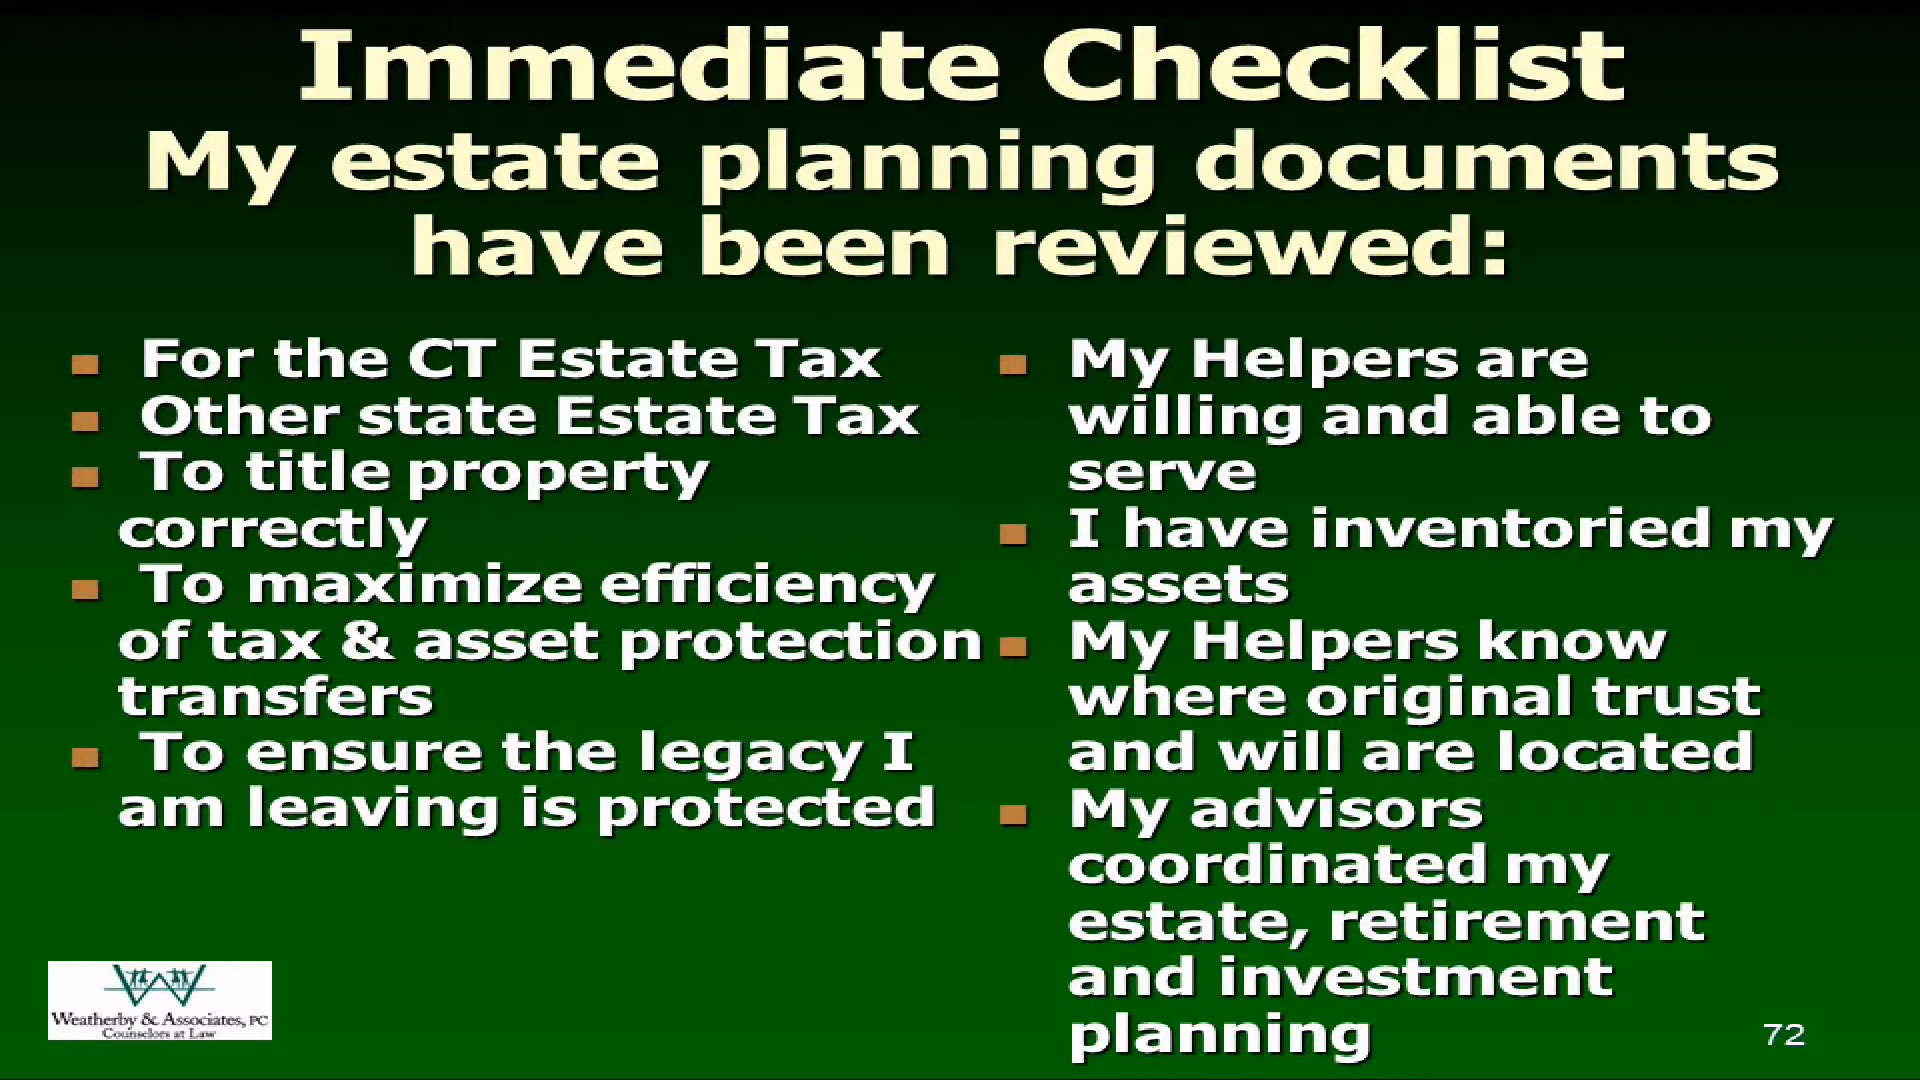 Immediate Checklist
My estate planning documents
have been reviewed:
For the CT Estate Tax
Other state Estate Tax
To title property
correctly
To maximize efficiency
of tax & asset protection
transfers
To ensure the legacy I
am leaving is protected
My Helpers are
willing and able to
serve
I have inventoried my
assets
My Helpers know
where original trust
and will are located
My advisors
coordinated my
estate, retirement
and investment
planning
Weatherby & Associates, PC
Counselors at Law
72